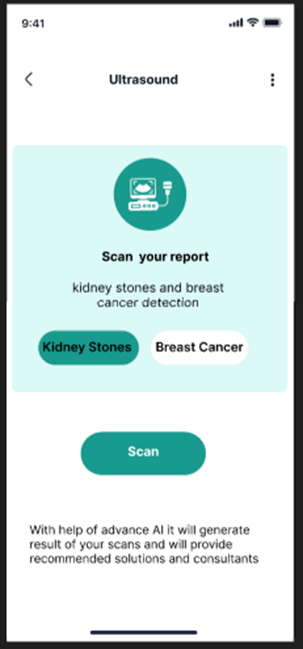 9:41
Ultrasound
Scan your report
kidney stones and breast
cancer detection
Kidney Stones
Breast Cancer
Scan
With help of advance AI it will generate
result of your scans and will provide
recommended solutions and consultants